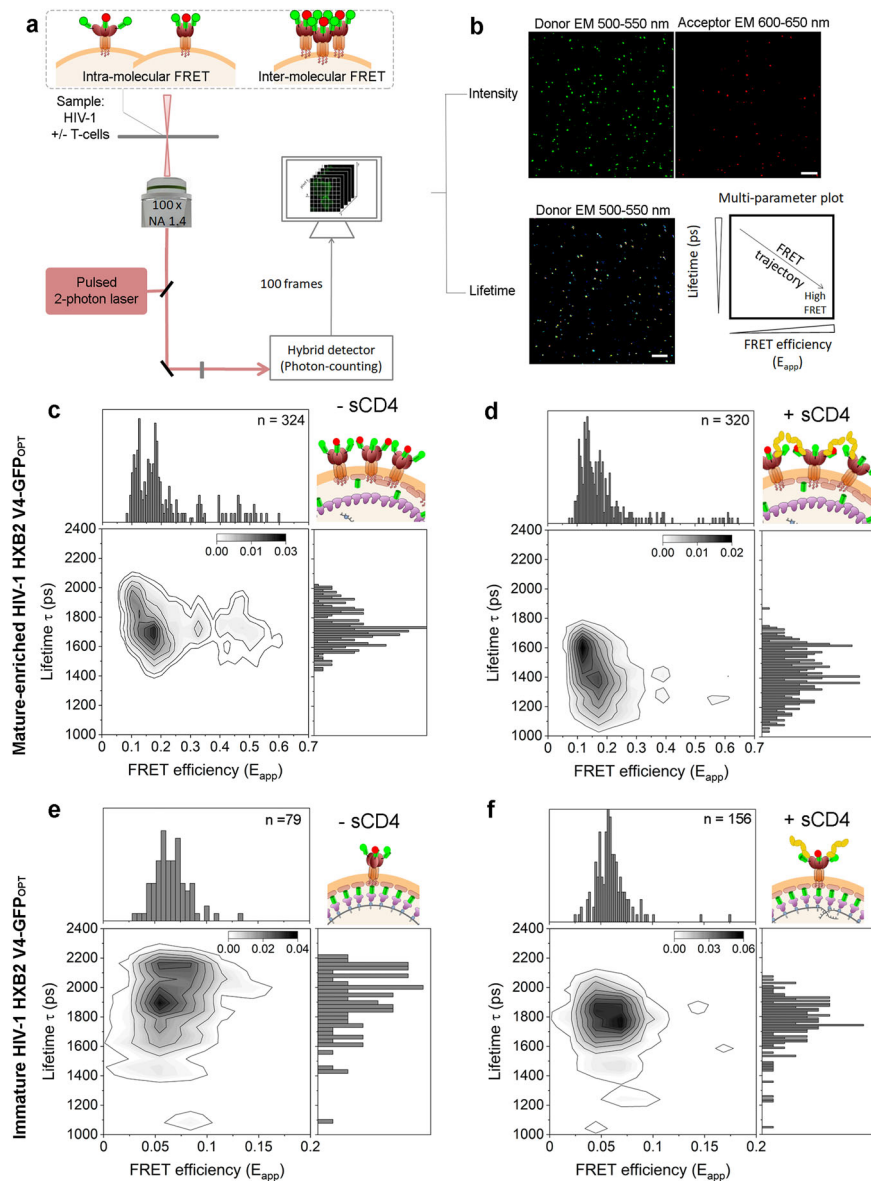 a
Intra-molecular FRET
Inter-molecular FRET
Sample:
HIV-1
+/- T-cells
100 x
NA 1.4
Pulsed
2-photon laser
100 frames
Hybrid detector
(Photon-counting)
b
Donor EM 500-550 nm
Acceptor EM 600-650 nm
Intensity
Donor EM 500-550 nm
Lifetime
Multi-parameter plot
Lifetime (ps)
FRET
trajectory
High
FRET
FRET efficiency
(Eapp)
Mature-enriched HIV-1 HXB2 V4-GFPOPT
c
n = 324
- sCD4
0.00 0.01 0.03
2400
2200
2000
1800
1600
1400
1200
1000
Lifetime τ (ps)
0 0.1 0.2 0.3 0.4 0.5 0.6 0.7
FRET efficiency (Eapp)
d
n = 320
+ sCD4
0.00 0.01 0.02
2400
2200
2000
1800
1600
1400
1200
1000
Lifetime τ (ps)
0 0.1 0.2 0.3 0.4 0.5 0.6 0.7
FRET efficiency (Eapp)
Immature HIV-1 HXB2 V4-GFPOPT
e
n =79
- sCD4
0.00 0.02 0.04
2400
2200
2000
1800
1600
1400
1200
1000
Lifetime τ (ps)
0 0.05 0.1 0.15 0.2
FRET efficiency (Eapp)
f
n = 156
+ sCD4
0.00 0.03 0.06
2400
2200
2000
1800
1600
1400
1200
1000
Lifetime τ (ps)
0 0.05 0.1 0.15 0.2
FRET efficiency (Eapp)